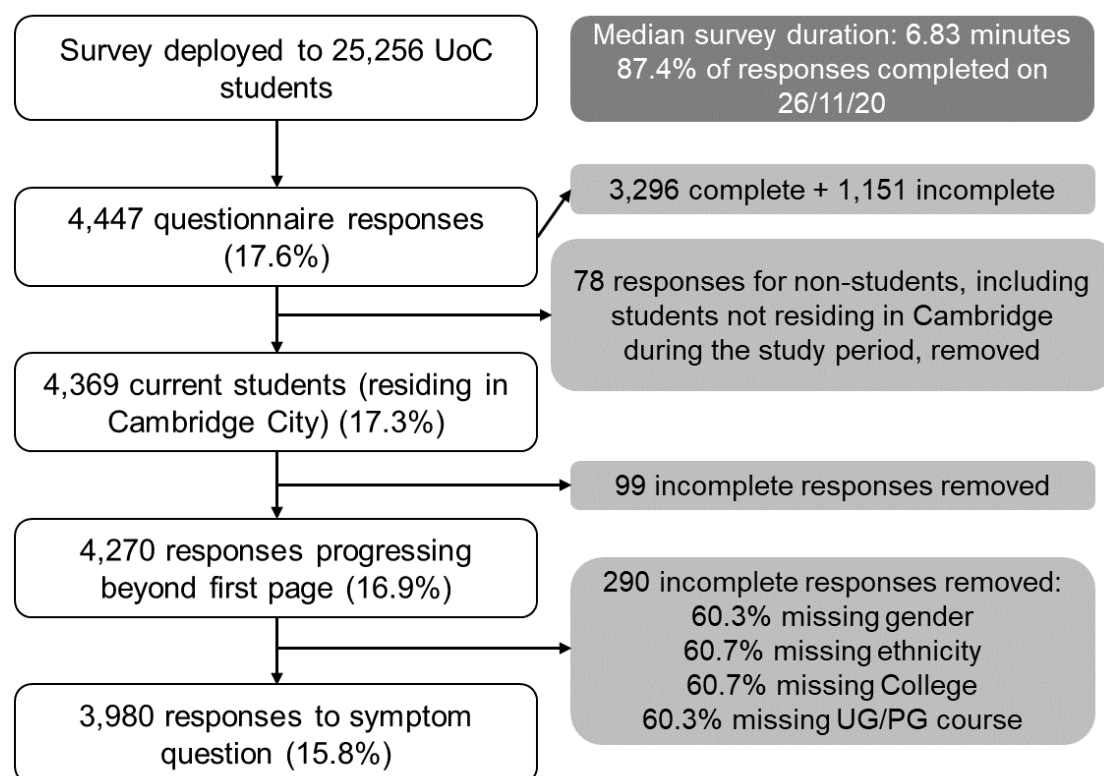 Survey deployed to 25,256 UoC
students
Median survey duration: 6.83 minutes
87.4% of responses completed on
26/11/20
4,447 questionnaire responses
(17.6%)
3,296 complete + 1,151 incomplete
78 responses for non-students, including
students not residing in Cambridge
during the study period, removed
4,369 current students (residing in
Cambridge City) (17.3%)
99 incomplete responses removed
4,270 responses progressing
beyond first page (16.9%)
290 incomplete responses removed:
60.3% missing gender
60.7% missing ethnicity
60.7% missing College
60.3% missing UG/PG course
3,980 responses to symptom
question (15.8%)